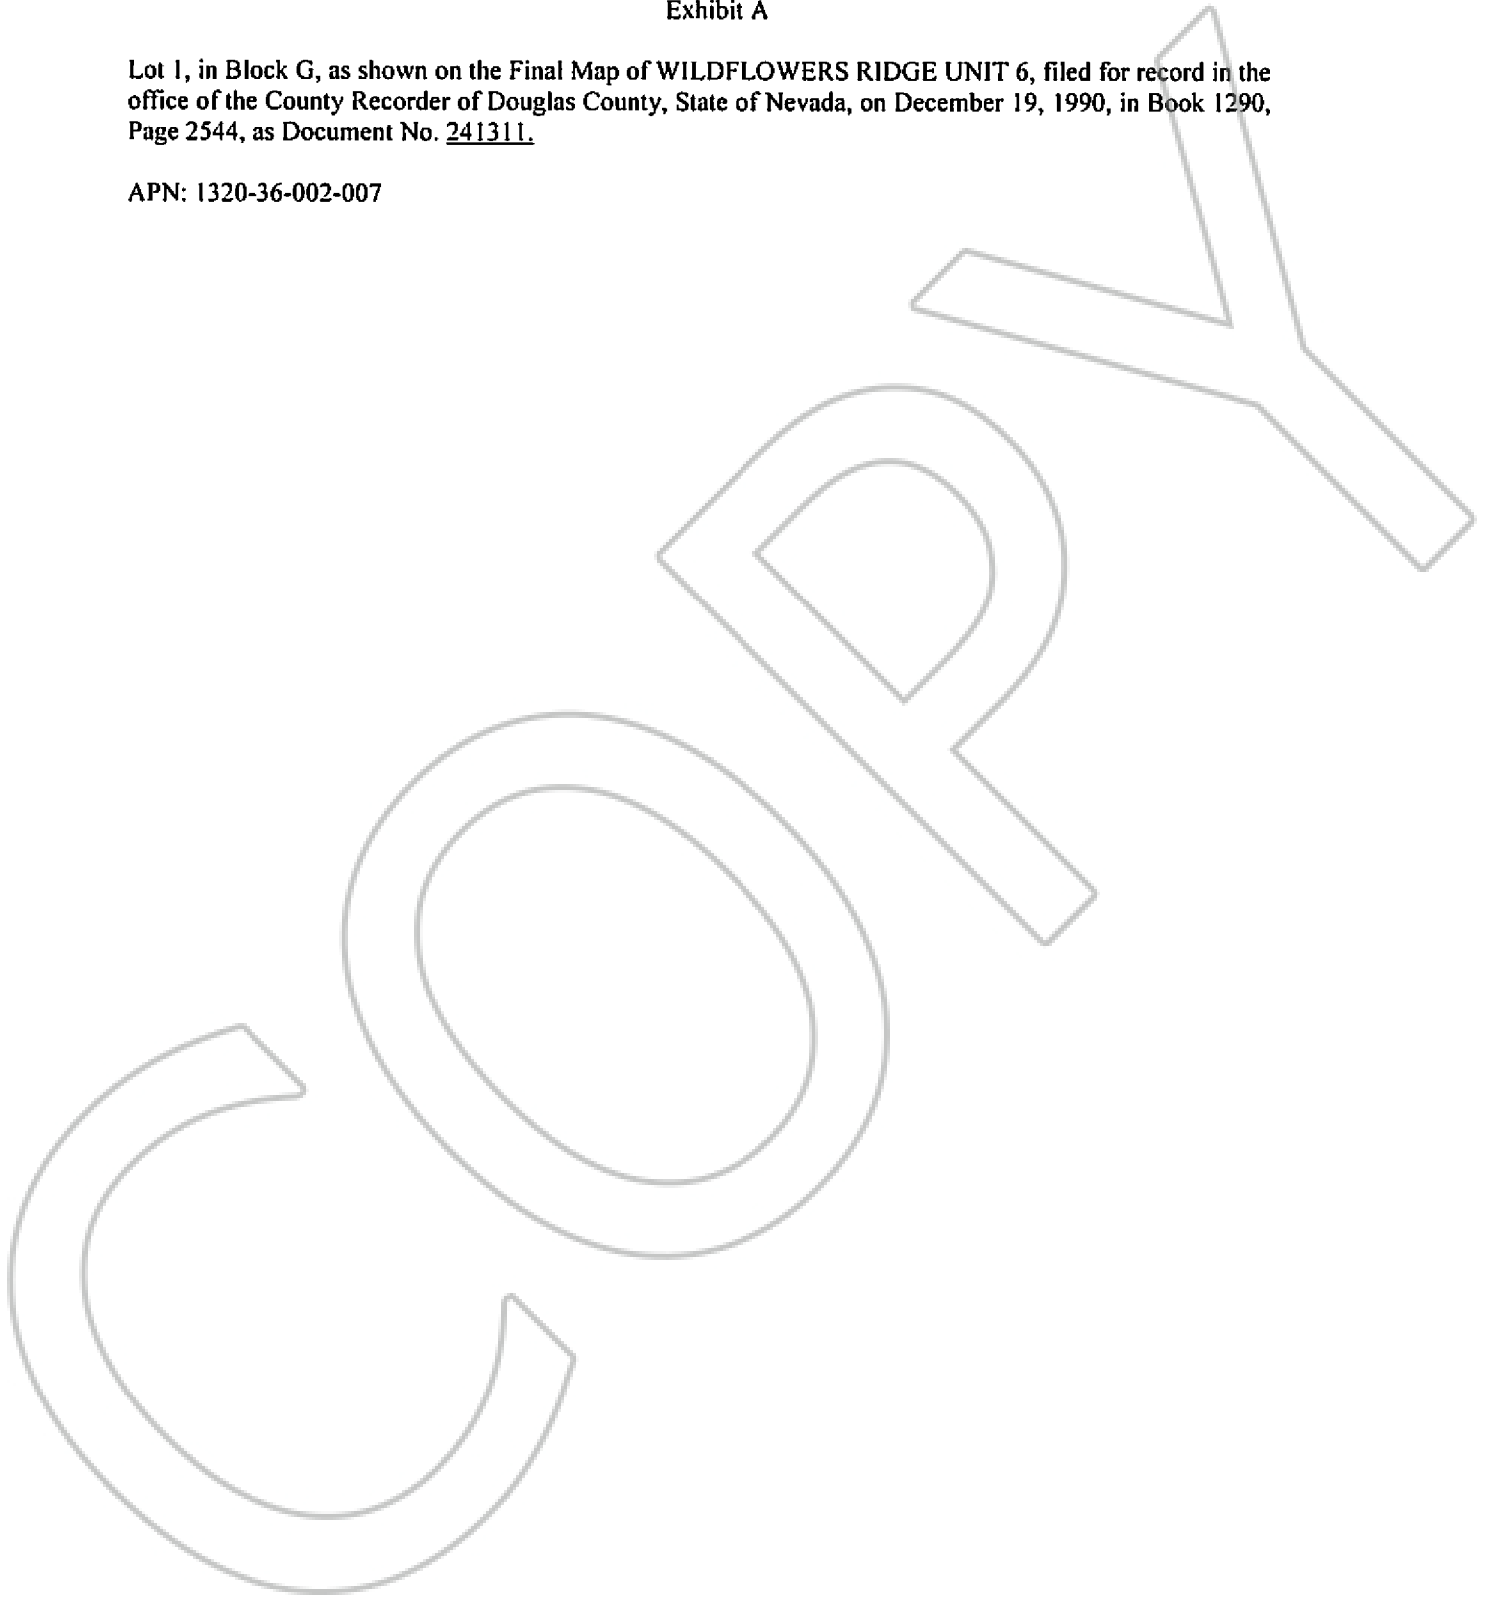 Exhibit A
Lot 1, in Block G, as shown on the Final Map of WILDFLOWERS RIDGE UNIT 6, filed for record in the
office of the County Recorder of Douglas County, State of Nevada, on December 19, 1990, in Book 1290,
Page 2544, as Document No. 241311.
APN: 1320-36-002-007
COPY